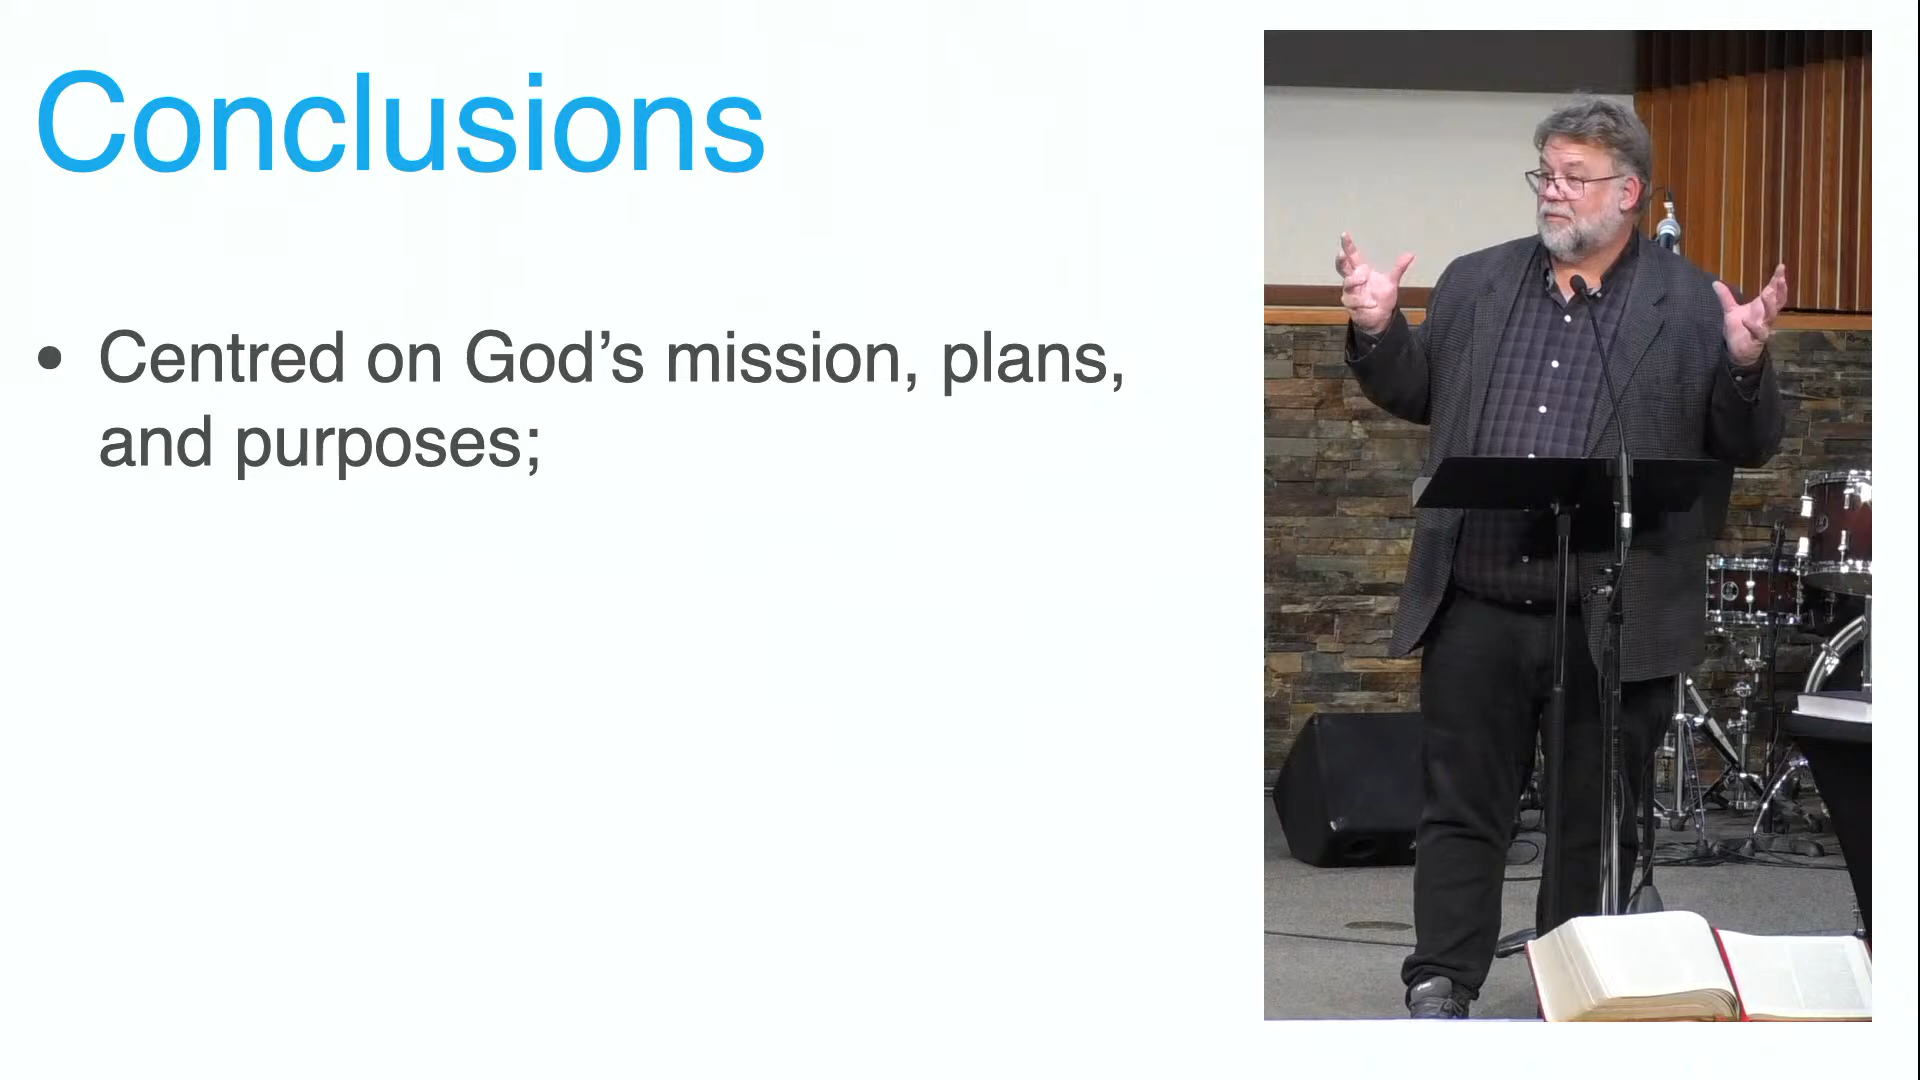 Conclusions
• Centred on God’s mission, plans,
and purposes;